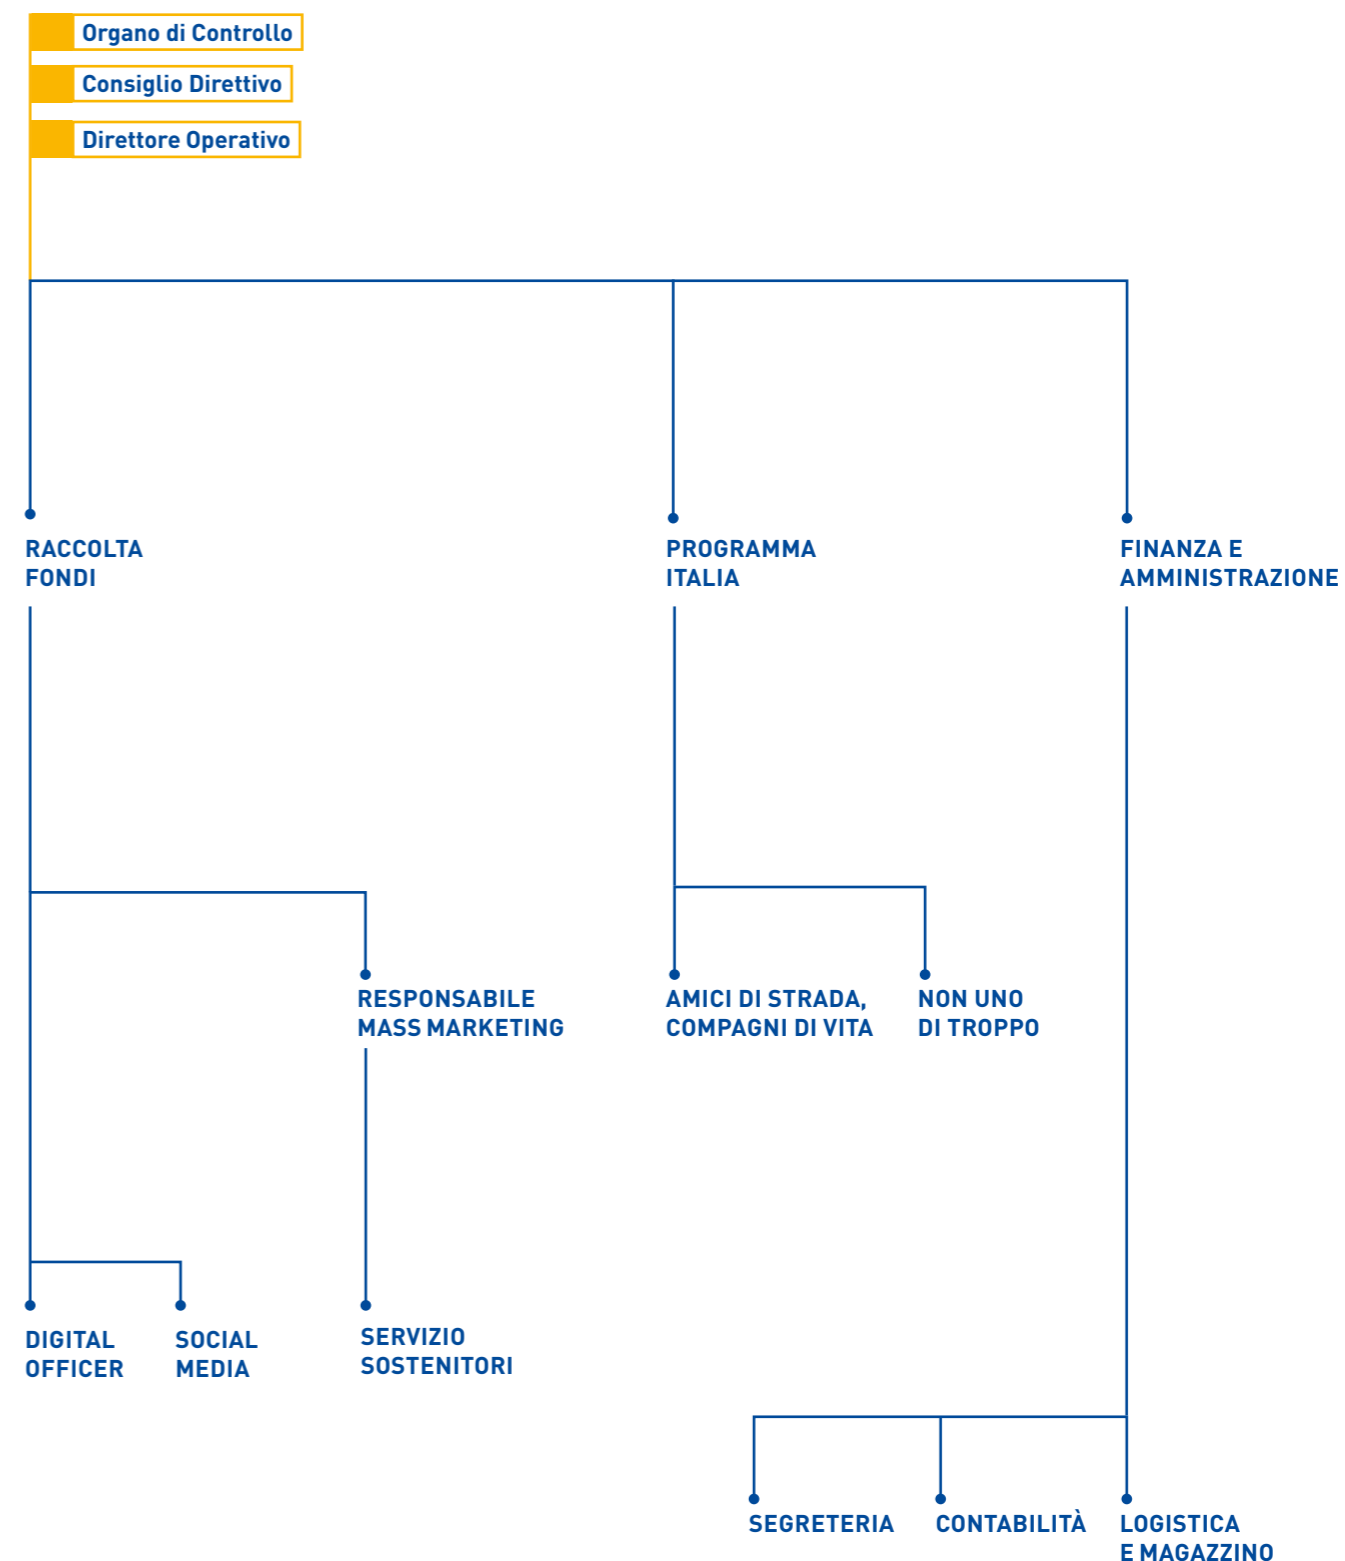 Organo di Controllo
Consiglio Direttivo
Direttore Operativo
RACCOLTA
FONDI
PROGRAMMA
ITALIA
FINANZA E
AMMINISTRAZIONE
RESPONSABILE
MASS MARKETING
AMICI DI STRADA,
COMPAGNI DI VITA
NON UNO
DI TROPPO
DIGITAL
OFFICER
SOCIAL
MEDIA
SERVIZIO
SOSTENITORI
SEGRETERIA
CONTABILITÀ
LOGISTICA
E MAGAZZINO